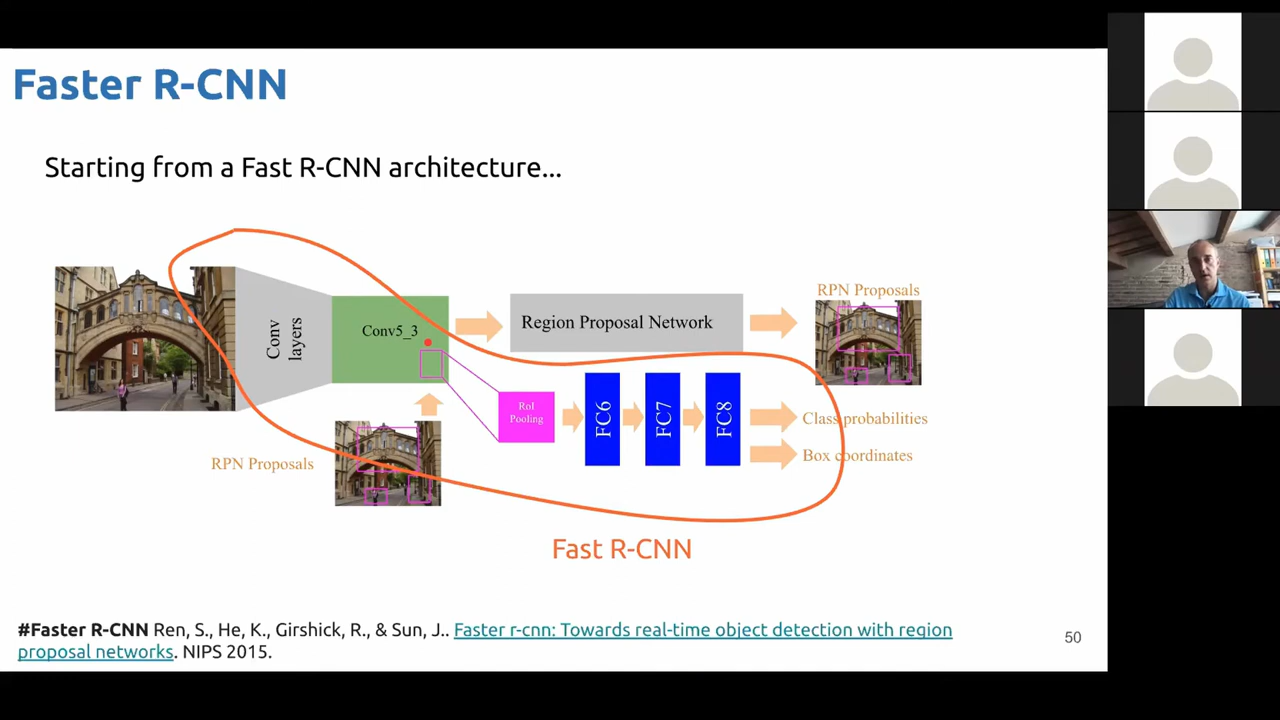 Faster R-CNN
Starting from a Fast R-CNN architecture...
Conv
layers
Conv5_3
Region Proposal Network
RPN Proposals
RoI
Pooling
FC6
FC7
FC8
Class probabilities
Box coordinates
RPN Proposals
Fast R-CNN
#Faster R-CNN Ren, S., He, K., Girshick, R., & Sun, J.. Faster r-cnn: Towards real-time object detection with region
proposal networks. NIPS 2015.
50